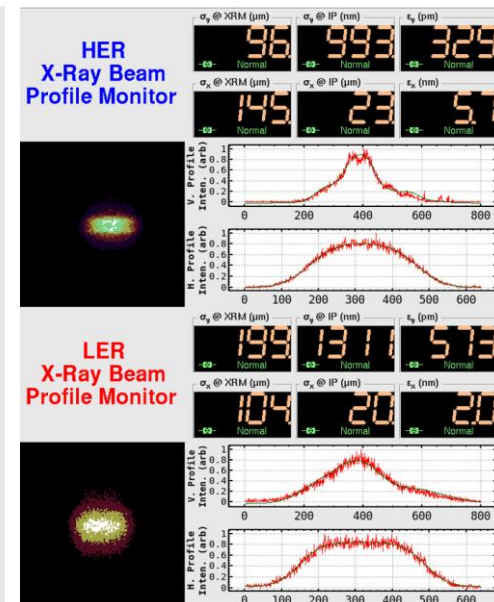 HER
X-Ray Beam
Profile Monitor
σy @ XRM (µm)
96.
Normal
σy @ IP (nm)
993
Normal
εy (pm)
325
Normal
σx @ XRM (µm)
145.
Normal
σx @ IP (µm)
23.
Normal
εx (nm)
Normal
V. Profile
Inten. (arb)
1
0.8
0.6
0.4
0.2
0
0 200 400 600 800
H. Profile
Inten. (arb)
1
0.8
0.6
0.4
0.2
0
0 100 200 300 400 500 600
LER
X-Ray Beam
Profile Monitor
σy @ XRM (µm)
199.
Normal
σy @ IP (nm)
1311
Normal
εy (pm)
573
Normal
σx @ XRM (µm)
104.
Normal
σx @ IP (µm)
20.
Normal
εx (nm)
2.0
Normal
V. Profile
Inten. (arb)
1
0.8
0.6
0.4
0.2
0
0 200 400 600 800
H. Profile
Inten. (arb)
1
0.8
0.6
0.4
0.2
0
0 100 200 300 400 500 600